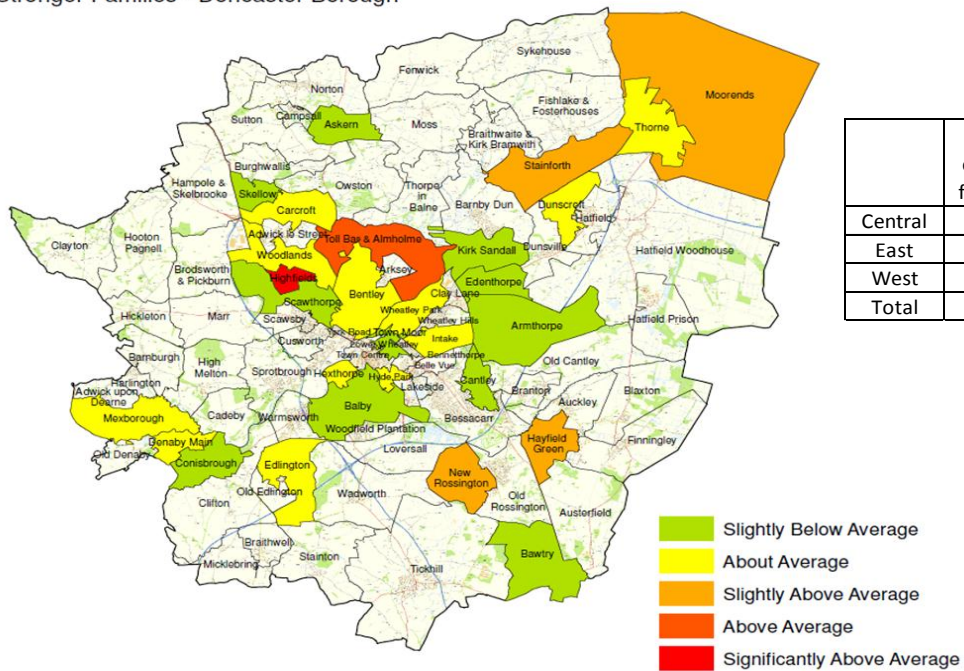 Stronger Families - Doncaster Borough
Sykehouse
Fenwick
Norton
Moorends
Fishlake &
Fosterhouses
Sutton
Campsall
Askern
Moss
Thorne
Braithwaite &
Kirk Bramwith
Stainforth
Burghwallis
Hampole &
Skelbrooke
Skellow
Owston
Thorpe
in
Balne
Barnby Dun
Dunscroft
Hatfield
Carcroft
Adwick le Street
Toll Bar & Almholme
Clayton
Hooton
Pagnell
Woodlands
Kirk Sandall
Dunsville
Hatfield Woodhouse
Brodsworth
& Pickburn
Highfields
Arksey
Edenthorpe
Bentley
Clay Lane
Scawthorpe
Hickleton
Marr
Scawsby
Wheatley Park
Wheatley Hills
Armthorpe
Hatfield Prison
Cusworth
York Road
Town Moor
Intake
Lower Wheatley
Town Centre
Bennetthorpe
Barnburgh
High
Melton
Sprotbrough
Hexthorpe
Hyde Park
Belle Vue
Lakeside
Cantley
Old Cantley
Harlington
Adwick upon
Dearne
Branton
Blaxton
Auckley
Mexborough
Cadeby
Warmsworth
Balby
Bessacarr
Woodfield Plantation
Denaby Main
Old Denaby
Conisbrough
Loversall
Hayfield
Green
Finningley
Edlington
New
Rossington
Clifton
Old Edlington
Wadworth
Old
Rossington
Austerfield
Braithwell
Micklebring
Stainton
Tickhill
Bawtry
Central
East
West
Total
Slightly Below Average
About Average
Slightly Above Average
Above Average
Significantly Above Average